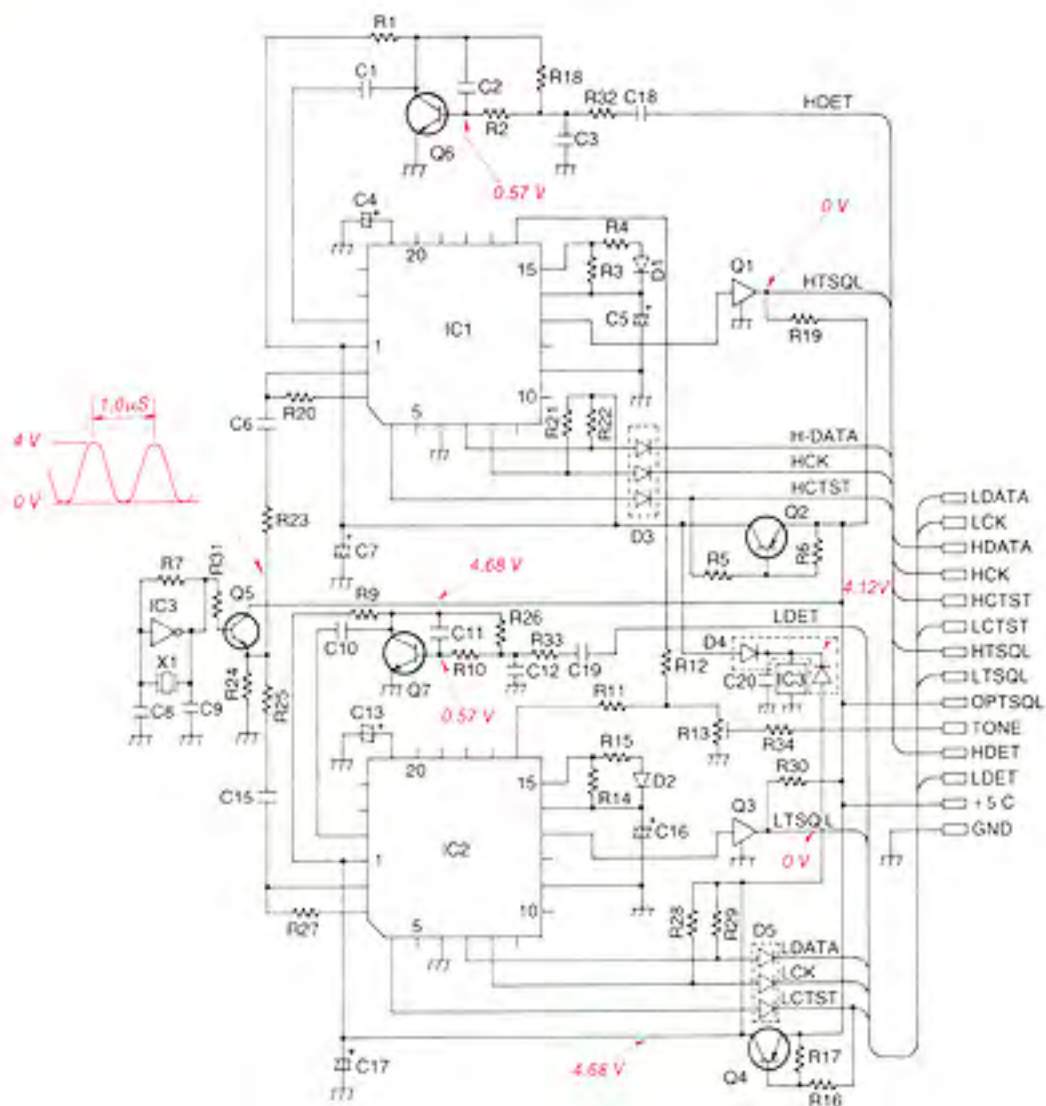 R1
C1
C2
R18
R32
C18
HDET
Q6
R2
C3
0.57 V
0 V
C4
R4
20
15
R3
D1
Q1
HTSQL
IC1
C5
R19
1
1.0µS
10
R20
5
R21
R22
C6
4 V
H-DATA
HCK
HCTST
0 V
R23
D3
Q2
LDATA
LCK
HDATA
HCK
HCTST
LCTST
HTSQL
LTSQL
OPTSQL
TONE
HDET
LDET
+5C
GND
C7
R5
R6
R7
R31
4.68 V
4.12V
IC3
Q5
R9
R26
LDET
C10
C11
R33
D4
X1
R10
C12
C19
R12
C20
IC3
R24
R25
Q7
C8
C9
0.57 V
R11
C13
R13
R34
20
R15
R30
15
D2
C15
R14
Q3
IC2
C16
LTSQL
1
0 V
10
R27
5
R28
R29
D5
LDATA
LCK
LCTST
C17
4.68 V
Q4
R17
R16